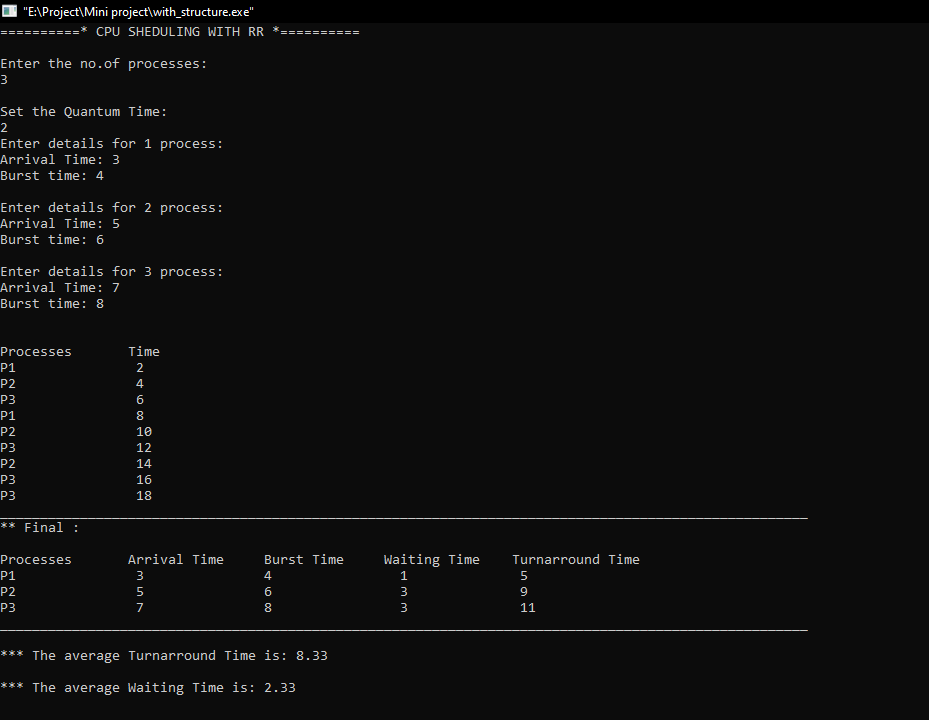 "E:\Project\Mini project\with_structure.exe"
==========* CPU SHEDULING WITH RR *==========
Enter the no.of processes:
3
Set the Quantum Time:
2
Enter details for 1 process:
Arrival Time: 3
Burst time: 4
Enter details for 2 process:
Arrival Time: 5
Burst time: 6
Enter details for 3 process:
Arrival Time: 7
Burst time: 8
Processes Time
P1 2
P2 4
P3 6
P1 8
P2 10
P3 12
P2 14
P3 16
P3 18
** Final :
Processes Arrival Time Burst Time Waiting Time Turnarround Time
P1 3 4 1 5
P2 5 6 3 9
P3 7 8 3 11
*** The average Turnarround Time is: 8.33
*** The average Waiting Time is: 2.33